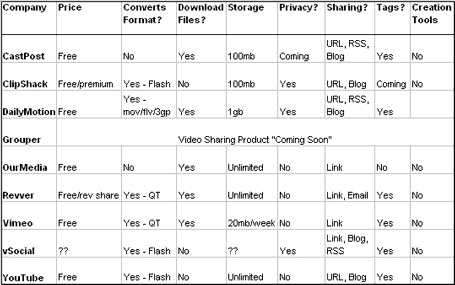 Company Price Converts Format? Download Files? Storage Privacy? Sharing? Tags? Creation Tools
CastPost Free No Yes 100mb Coming URL, RSS, Blog Yes No
ClipShack Free/premium Yes - Flash No 100mb Yes URL, Blog Coming No
DailyMotion Free Yes - mov/flv/3gp Yes 1gb Yes URL, RSS, Blog Yes
Grouper Video Sharing Product "Coming Soon"
OurMedia Free No Yes Unlimited No Link No No
Revver Free/rev share Yes - QT Yes Unlimited No Link, Email Yes No
Vimeo Free Yes - QT Yes 20mb/week No Link Yes No
vSocial ?? Yes - Flash No ?? Yes Link, Blog, RSS Yes No
YouTube Free Yes - Flash No Unlimited No URL, Blog Yes No